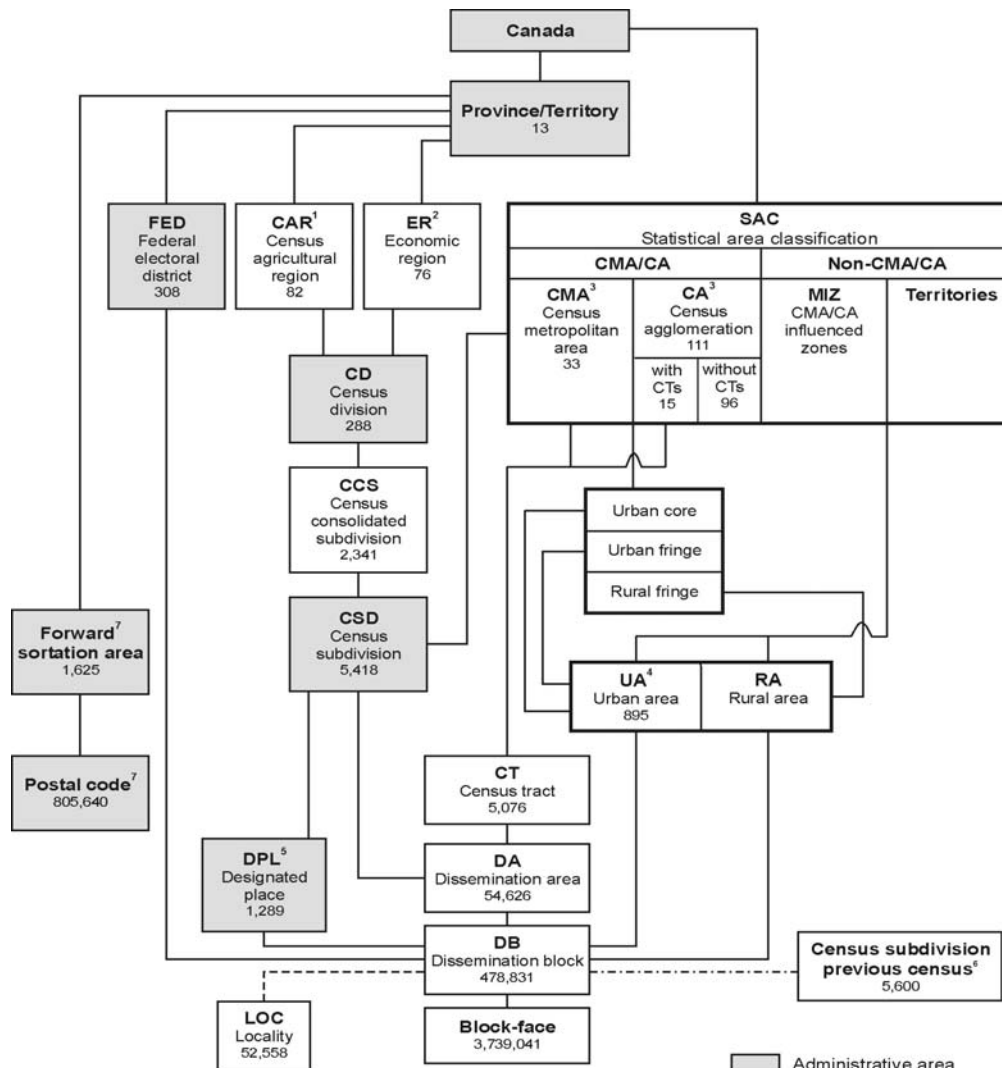 Canada
Province/Territory
13
FED
Federal
electoral
district
308
CAR1
Census
agricultural
region
82
ER2
Economic
region
76
SAC
Statistical area classification
CMA/CA
Non-CMA/CA
CMA3
Census
metropolitan
area
33
CA3
Census
agglomeration
111
with
CTs
15
without
CTs
96
MIZ
CMA/CA
influenced
zones
Territories
CD
Census
division
288
CCS
Census
consolidated
subdivision
2,341
Urban core
Urban fringe
Rural fringe
CSD
Census
subdivision
5,418
Forward7
sortation area
1,625
UA4
Urban area
895
RA
Rural area
Postal code7
805,640
CT
Census tract
5,076
DPL5
Designated
place
1,289
DA
Dissemination area
54,626
DB
Dissemination block
478,831
Census subdivision
previous census6
5,600
LOC
Locality
52,558
Block-face
3,739,041
Administrative area